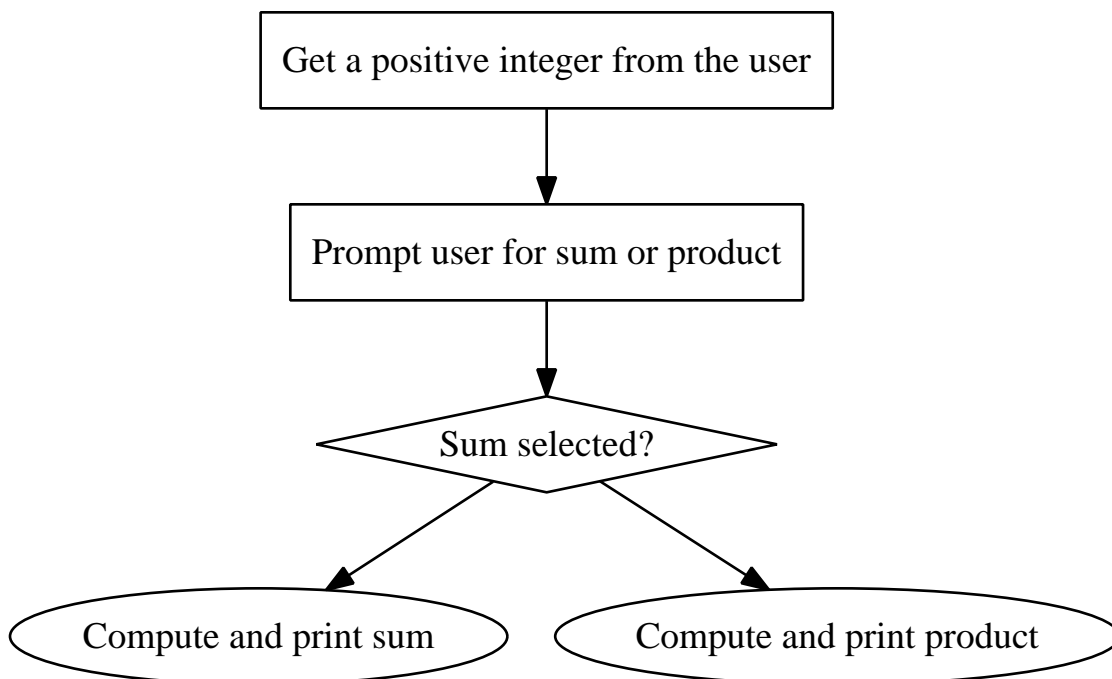 Get a positive integer from the user
Prompt user for sum or product
Sum selected?
Compute and print sum
Compute and print product